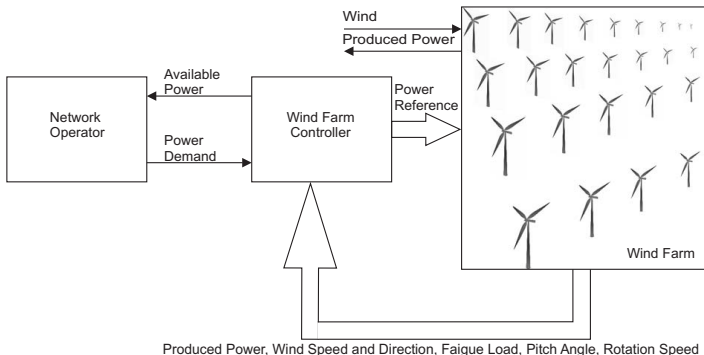 Wind
Produced Power
Available
Power
Power
Reference
Network
Operator
Wind Farm
Controller
Power
Demand
Wind Farm
Produced Power, Wind Speed and Direction, Faigue Load, Pitch Angle, Rotation Speed